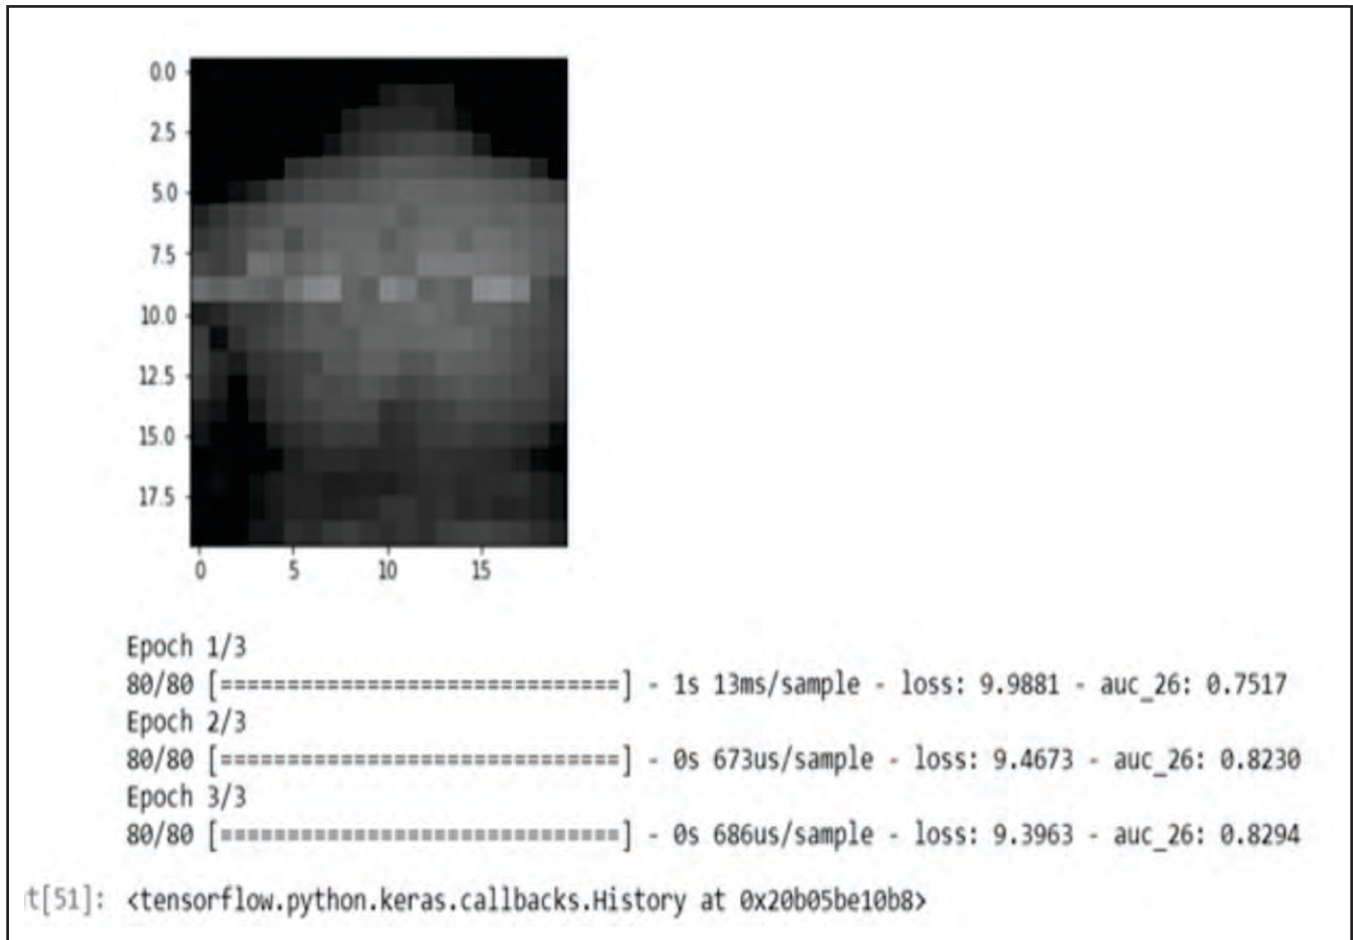 0.0
2.5
5.0
7.5
10.0
12.5
15.0
17.5
0 5 10 15
Epoch 1/3
80/80 [==============================] - 1s 13ms/sample - loss: 9.9881 - auc_26: 0.7517
Epoch 2/3
80/80 [==============================] - 0s 673us/sample - loss: 9.4673 - auc_26: 0.8230
Epoch 3/3
80/80 [==============================] - 0s 686us/sample - loss: 9.3963 - auc_26: 0.8294
t[51]: <tensorflow.python.keras.callbacks.History at 0x20b05be10b8>